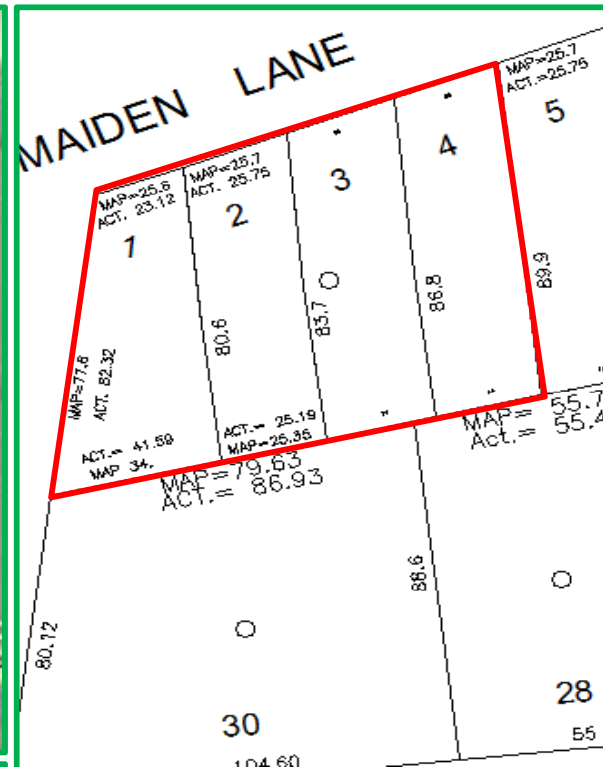 MAIDEN LANE
MAP=25.7
ACT.=25.75
5
"
4
"
3
MAP=25.7
ACT. 25.75
2
MAP=25.6
ACT. 23.12
1
80.6
83.7
86.8
89.9
MAP=77.6
ACT. 82.32
ACT.= 41.59
MAP 34.
ACT.= 25.19
MAP=25.35
"
"
"
MAP=79.63
ACT.= 86.93
MAP= 55.7
Act.= 55.4
88.6
80.12
30
28
55
104.60